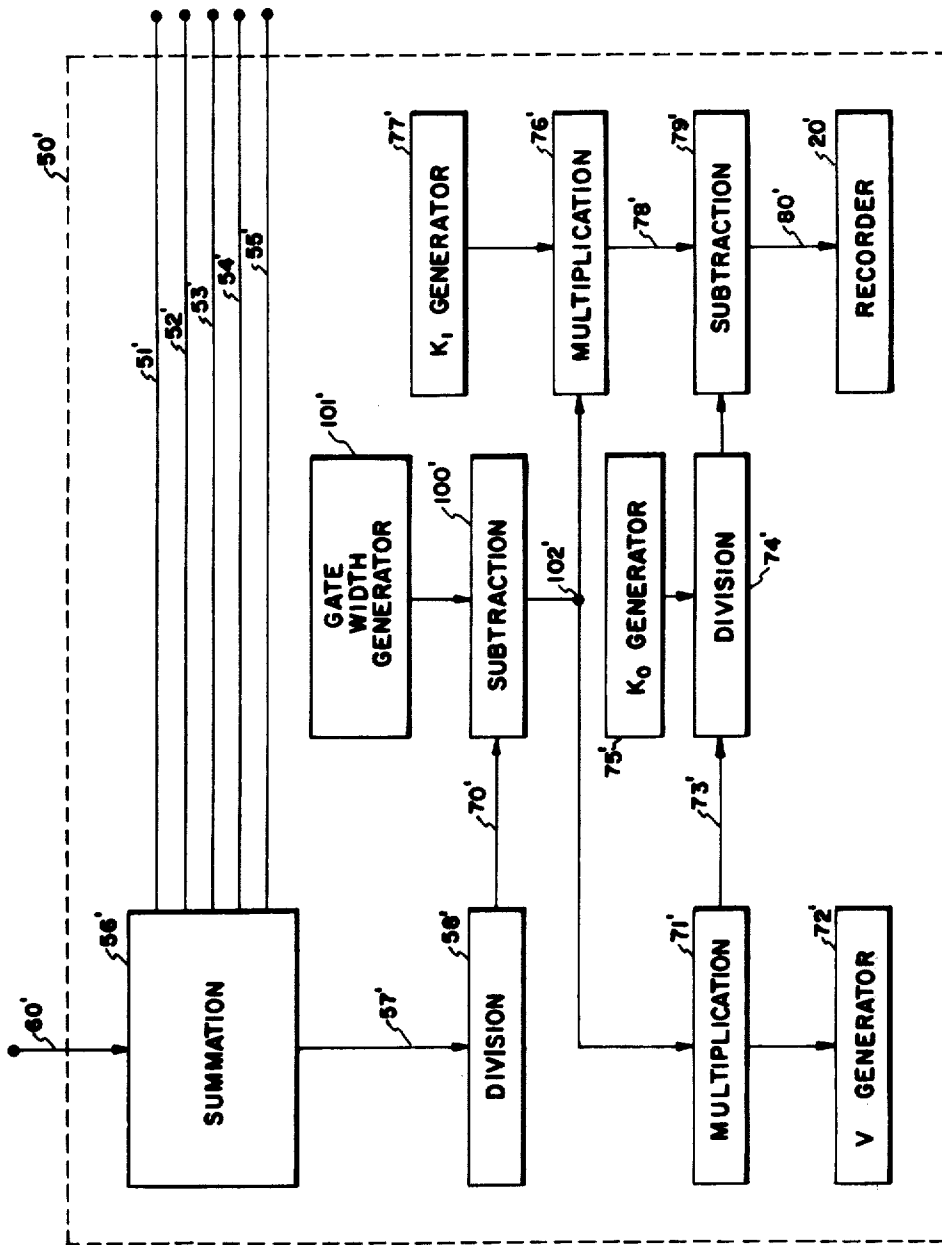 50'
60'
51'
52'
53'
54'
55'
56'
SUMMATION
57'
101'
GATE
WIDTH
GENERATOR
77'
K₁ GENERATOR
58'
DIVISION
70'
100'
SUBTRACTION
102'
76'
MULTIPLICATION
78'
K₀ GENERATOR
75'
71'
MULTIPLICATION
73'
DIVISION
74'
79'
SUBTRACTION
80'
72'
V GENERATOR
20'
RECORDER